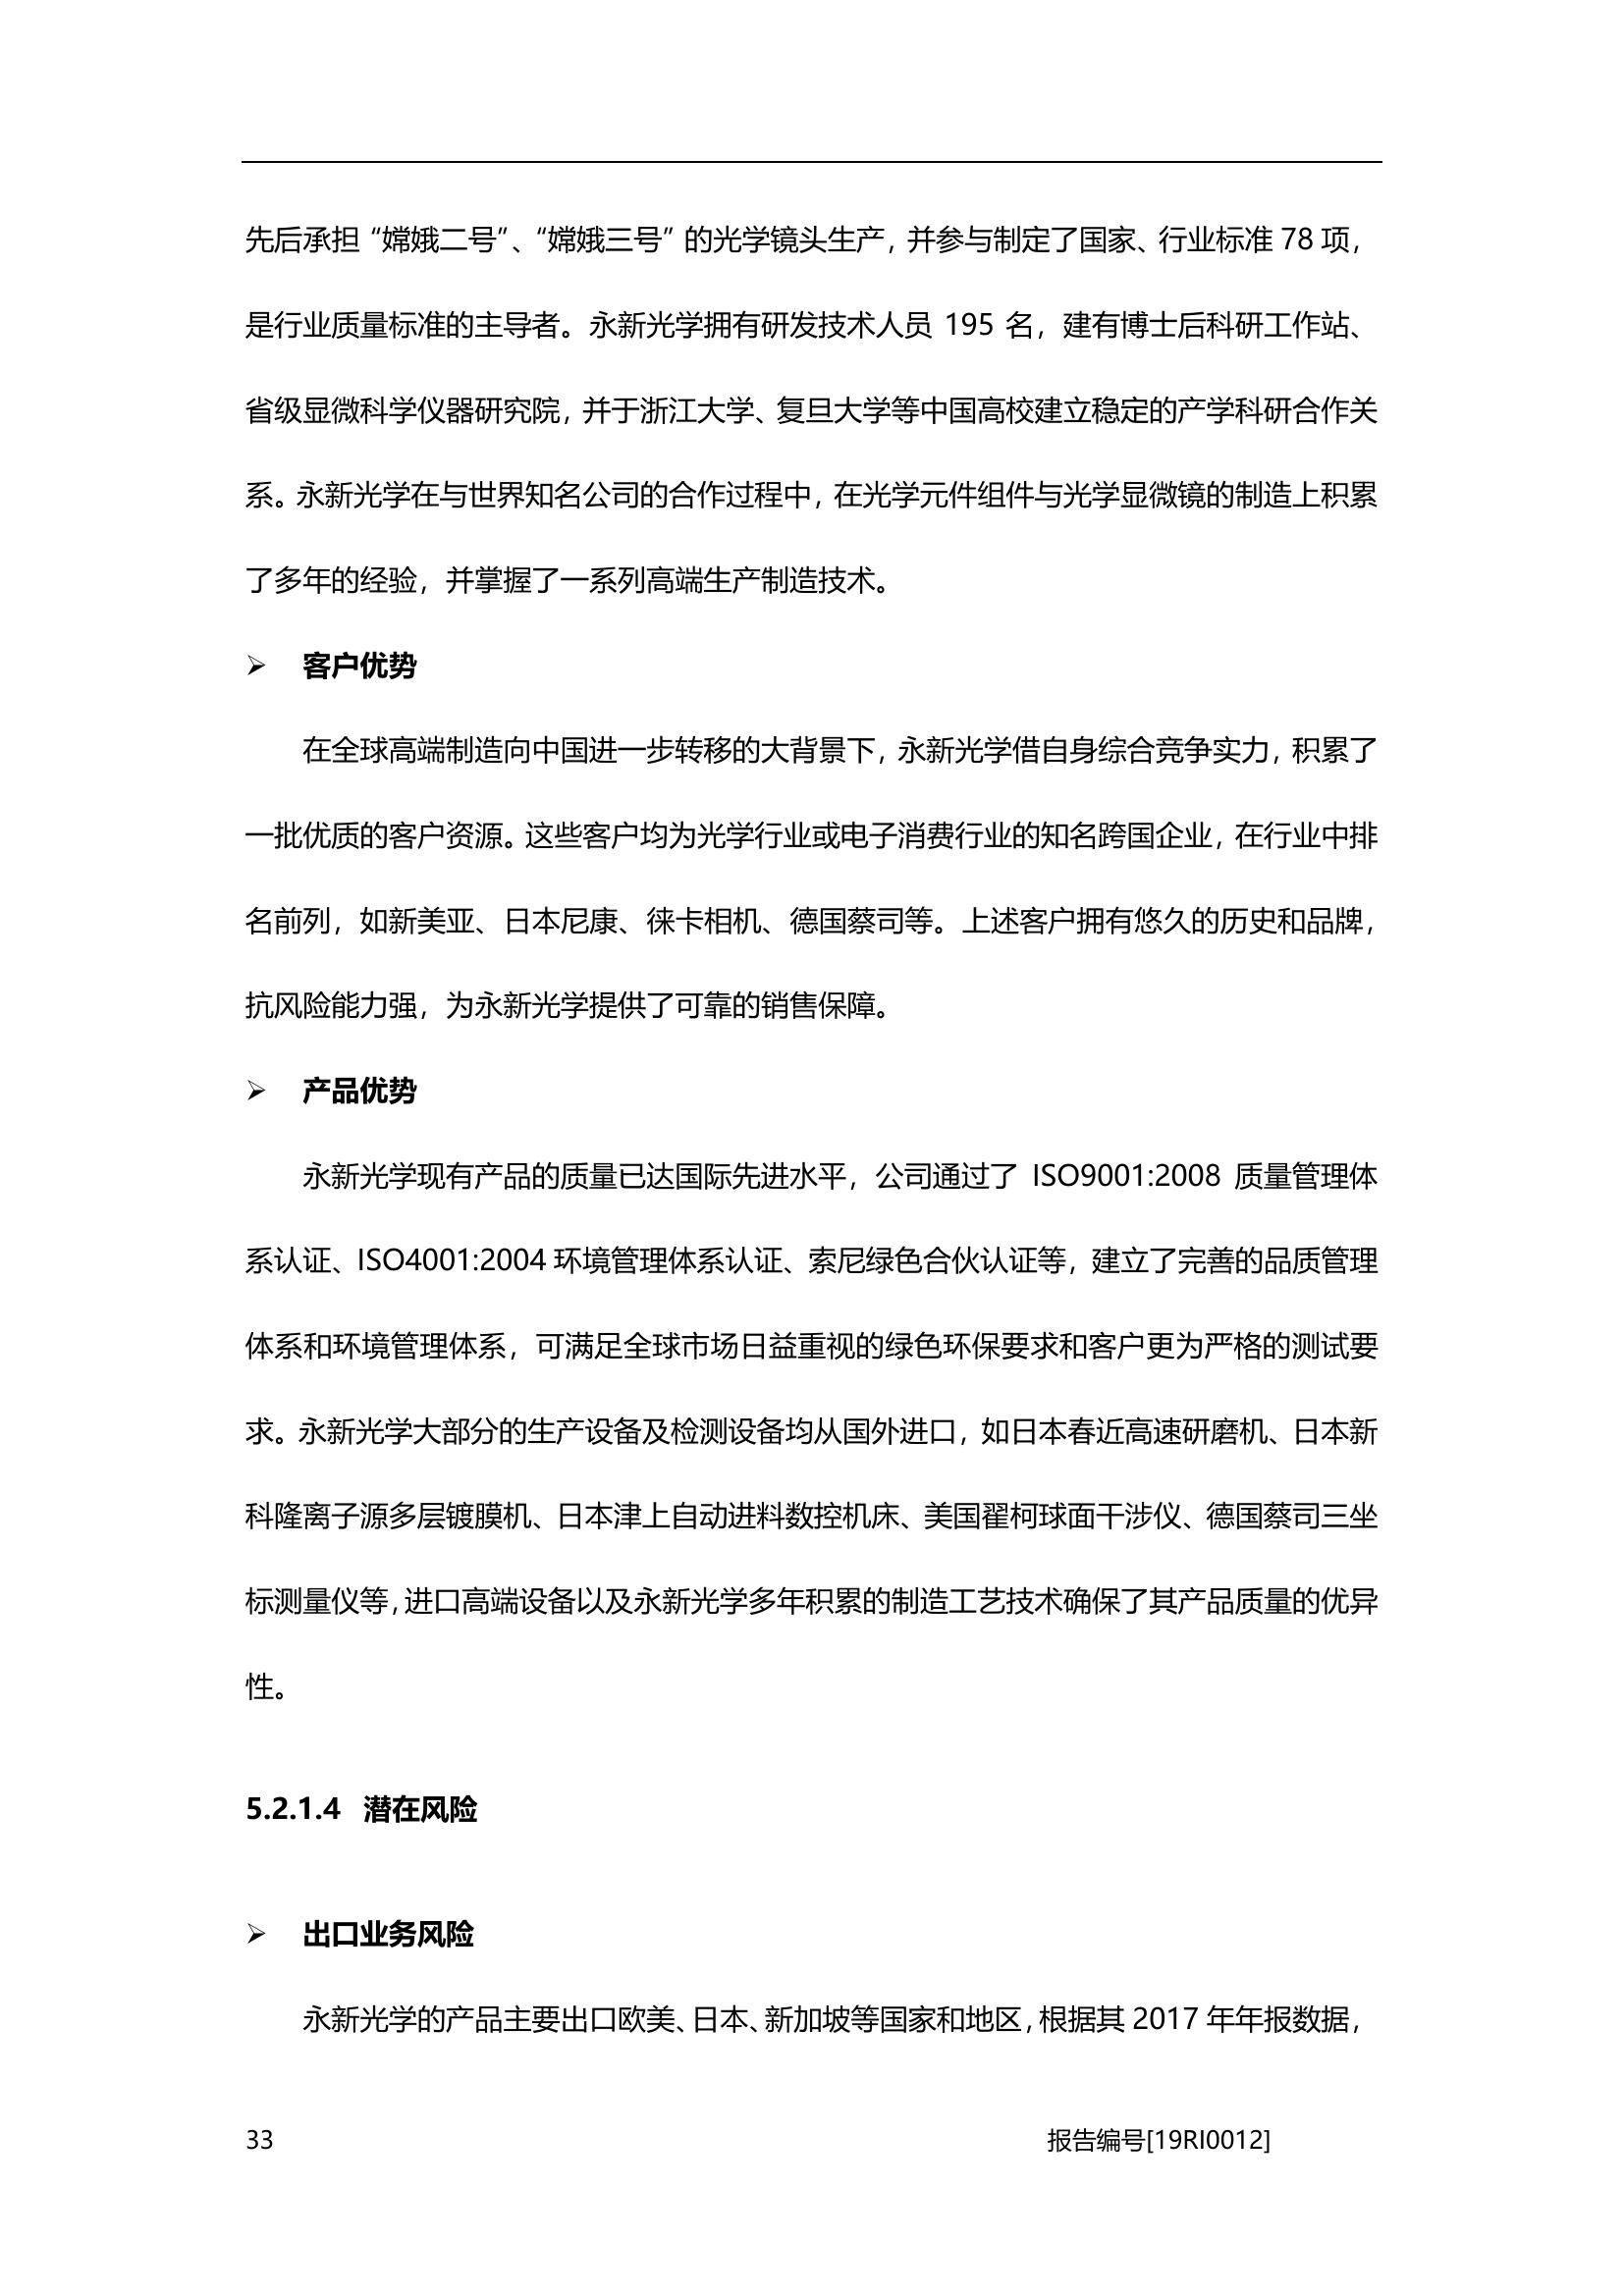 先后承担“嫦娥二号”、“嫦娥三号”的光学镜头生产，并参与制定了国家、行业标准 78 项，
是行业质量标准的主导者。永新光学拥有研发技术人员 195 名，建有博士后科研工作站、
省级显微科学仪器研究院，并于浙江大学、复旦大学等中国高校建立稳定的产学科研合作关
系。永新光学在与世界知名公司的合作过程中，在光学元件组件与光学显微镜的制造上积累
了多年的经验，并掌握了一系列高端生产制造技术。
➢ 客户优势
在全球高端制造向中国进一步转移的大背景下，永新光学借自身综合竞争实力，积累了
一批优质的客户资源。这些客户均为光学行业或电子消费行业的知名跨国企业，在行业中排
名前列，如新美亚、日本尼康、徕卡相机、德国蔡司等。上述客户拥有悠久的历史和品牌，
抗风险能力强，为永新光学提供了可靠的销售保障。
➢ 产品优势
永新光学现有产品的质量已达国际先进水平，公司通过了 ISO9001:2008 质量管理体
系认证、ISO4001:2004 环境管理体系认证、索尼绿色合伙认证等，建立了完善的品质管理
体系和环境管理体系，可满足全球市场日益重视的绿色环保要求和客户更为严格的测试要
求。永新光学大部分的生产设备及检测设备均从国外进口，如日本春近高速研磨机、日本新
科隆离子源多层镀膜机、日本津上自动进料数控机床、美国翟柯球面干涉仪、德国蔡司三坐
标测量仪等，进口高端设备以及永新光学多年积累的制造工艺技术确保了其产品质量的优异
性。
5.2.1.4 潜在风险
➢ 出口业务风险
永新光学的产品主要出口欧美、日本、新加坡等国家和地区，根据其 2017 年年报数据，
33 报告编号[19RI0012]